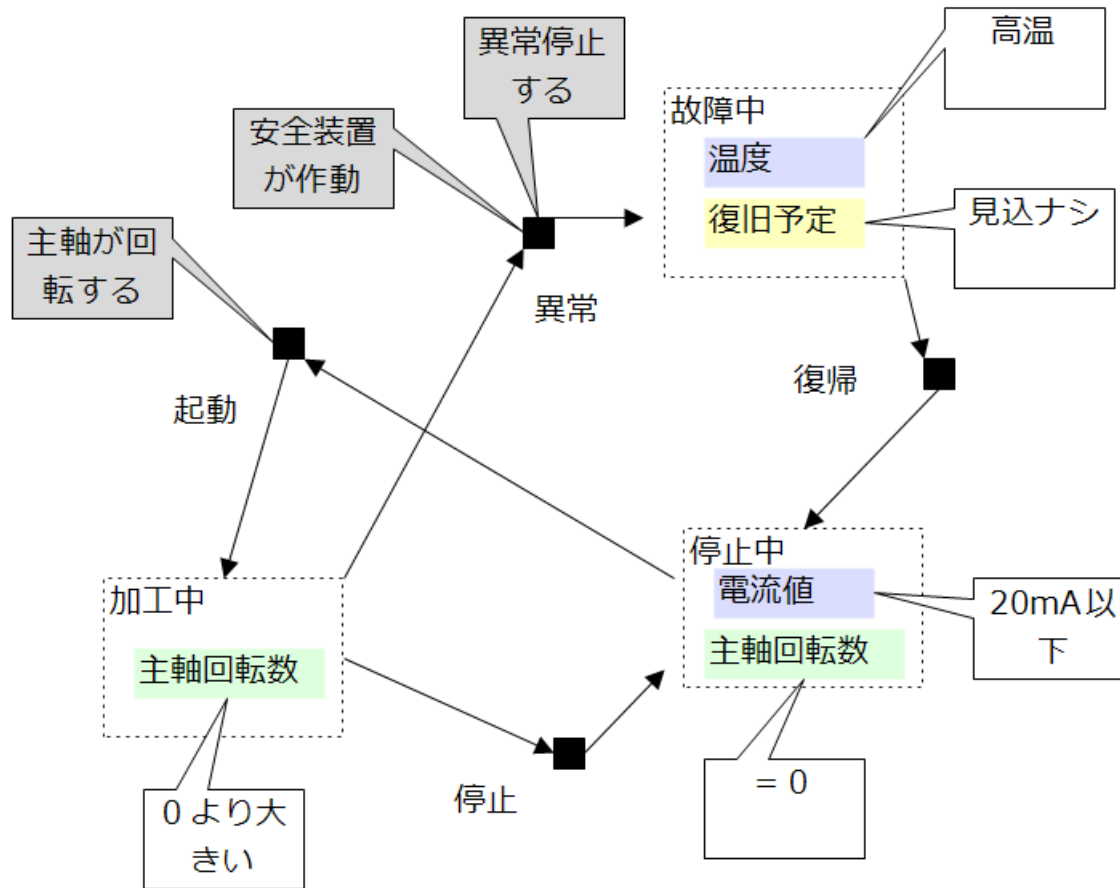 異常停止
する
高温
故障中
温度
復旧予定
見込ナシ
安全装置
が作動
主軸が回
転する
異常
復帰
起動
停止中
電流値
主軸回転数
20mA以
下
加工中
主軸回転数
停止
= 0
0より大
きい